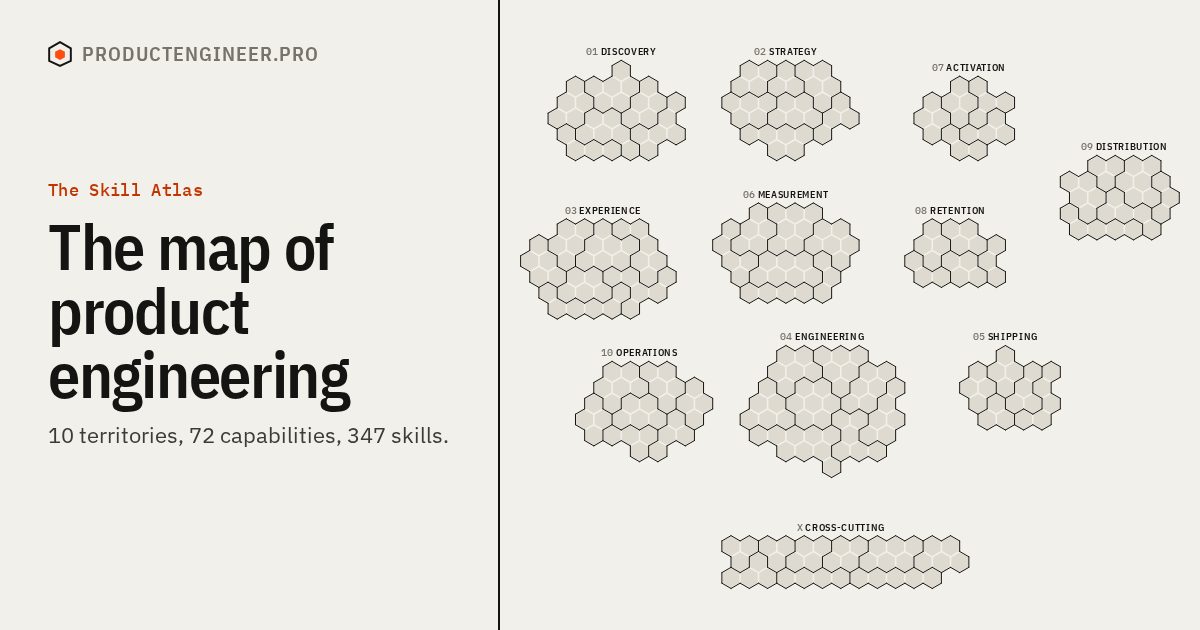 PRODUCTENGINEER.PRO
The Skill Atlas
The map of
product
engineering
10 territories, 72 capabilities, 347 skills.
01 DISCOVERY
02 STRATEGY
07 ACTIVATION
09 DISTRIBUTION
03 EXPERIENCE
06 MEASUREMENT
08 RETENTION
10 OPERATIONS
04 ENGINEERING
05 SHIPPING
X CROSS-CUTTING